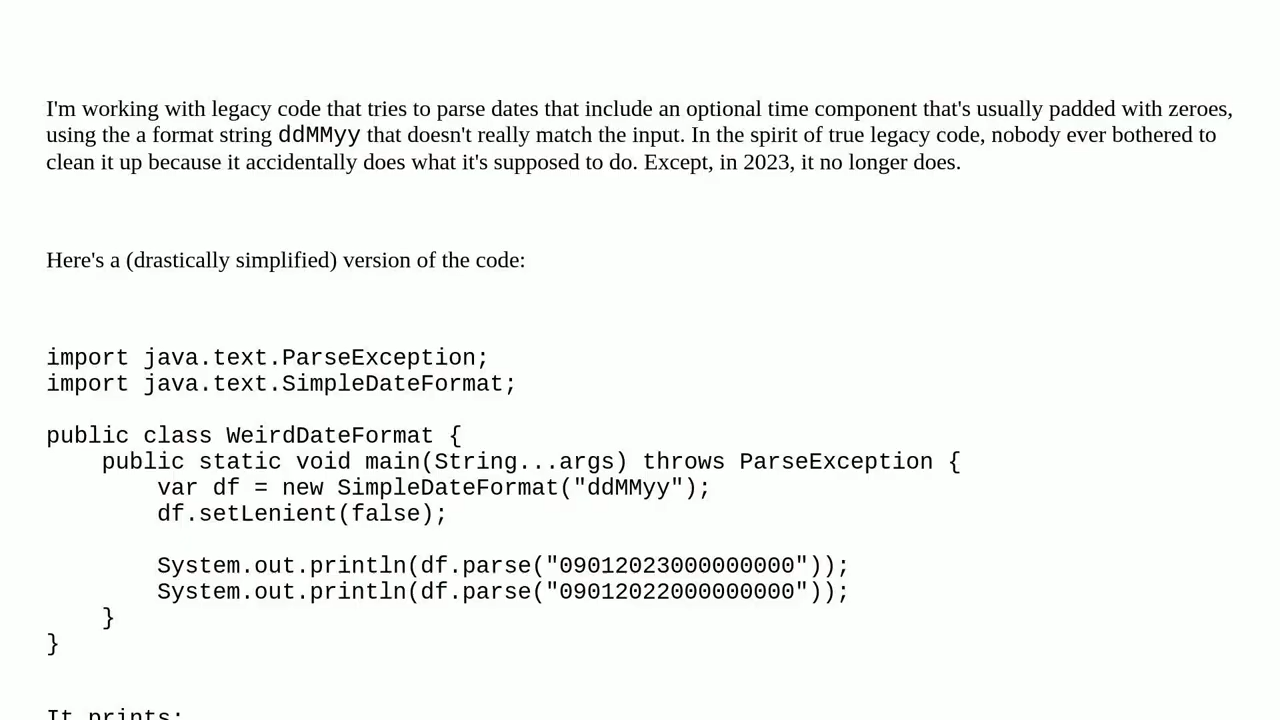 I'm working with legacy code that tries to parse dates that include an optional time component that's usually padded with zeroes,
using the a format string ddMMyy that doesn't really match the input. In the spirit of true legacy code, nobody ever bothered to
clean it up because it accidentally does what it's supposed to do. Except, in 2023, it no longer does.
Here's a (drastically simplified) version of the code:
import java.text.ParseException;
import java.text.SimpleDateFormat;
public class WeirdDateFormat {
    public static void main(String...args) throws ParseException {
        var df = new SimpleDateFormat("ddMMyy");
        df.setLenient(false);
        System.out.println(df.parse("09012023000000000"));
        System.out.println(df.parse("09012022000000000"));
    }
}
It prints: